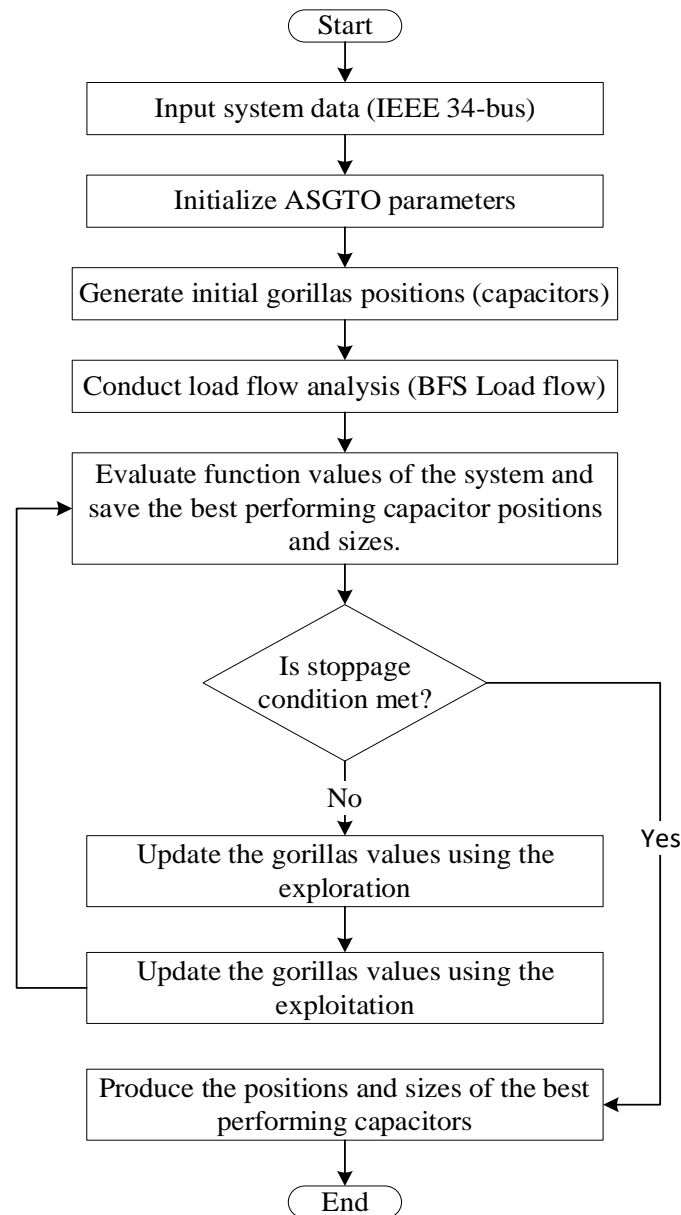 Start
Input system data (IEEE 34-bus)
Initialize ASGTO parameters
Generate initial gorillas positions (capacitors)
Conduct load flow analysis (BFS Load flow)
Evaluate function values of the system and
save the best performing capacitor positions
and sizes.
Is stoppage
condition met?
No
Yes
Update the gorillas values using the
exploration
Update the gorillas values using the
exploitation
Produce the positions and sizes of the best
performing capacitors
End